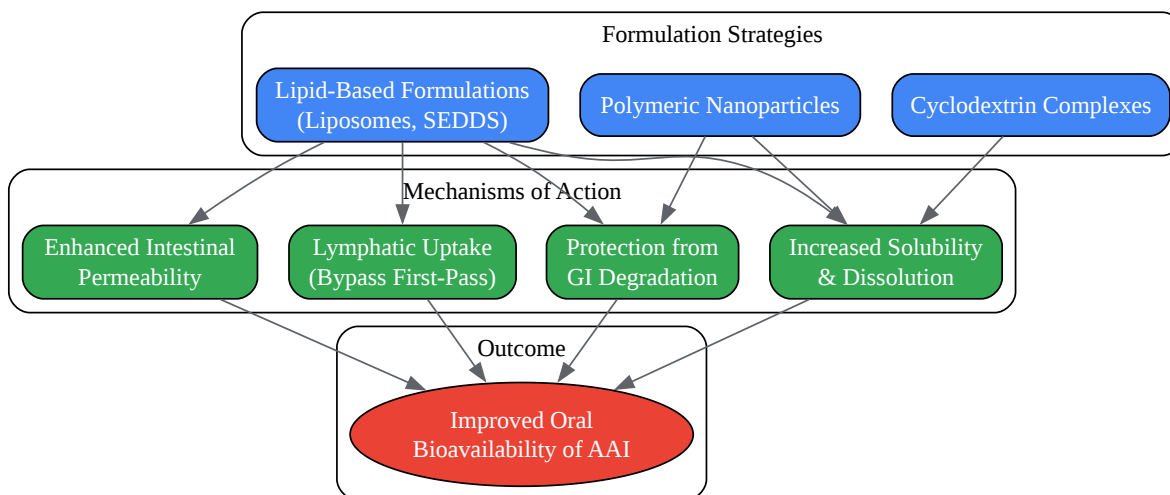 Formulation Strategies
Lipid-Based Formulations
(Liposomes, SEDDS)
Polymeric Nanoparticles
Cyclodextrin Complexes
Mechanisms of Action
Enhanced Intestinal
Permeability
Lymphatic Uptake
(Bypass First-Pass)
Protection from
GI Degradation
Increased Solubility
& Dissolution
Outcome
Improved Oral
Bioavailability of AAI